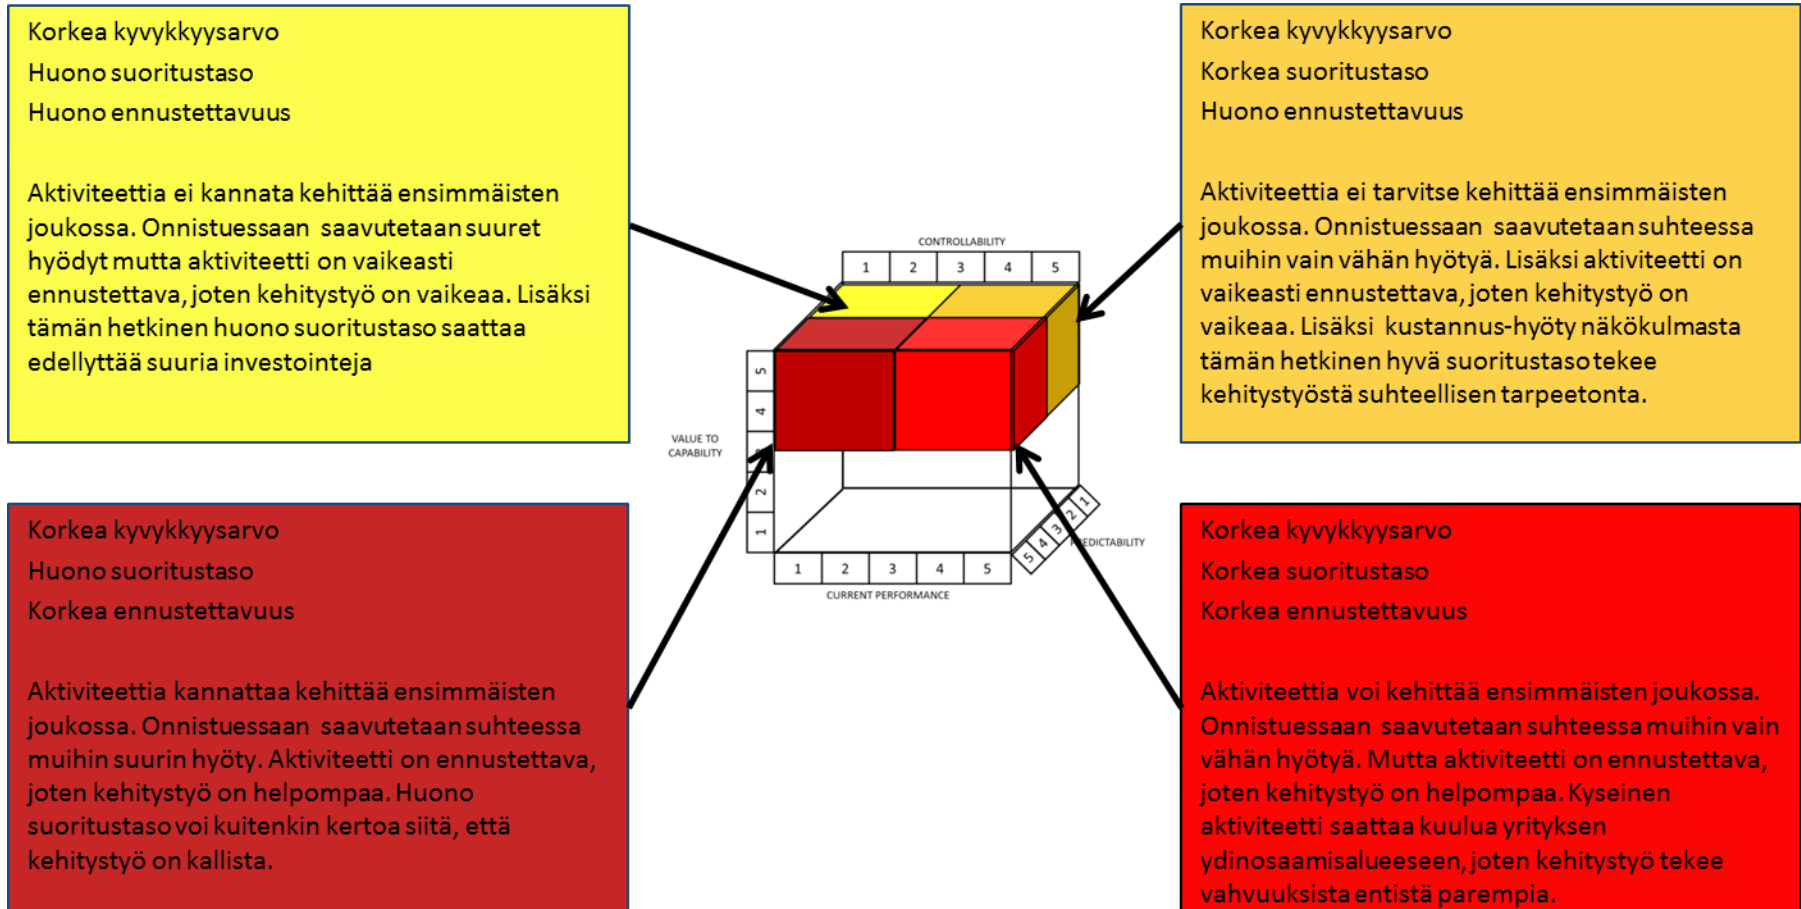 Korkea kyvykkyysarvo
Huono suoritustaso
Huono ennustettavuus
Aktiviteettia ei kannata kehittää ensimmäisten
joukossa. Onnistuessaan saavutetaan suuret
hyödyt mutta aktiviteetti on vaikeasti
ennustettava, joten kehitystyö on vaikeaa. Lisäksi
tämän hetkinen huono suoritustaso saattaa
edellyttää suuria investointeja
Korkea kyvykkyysarvo
Korkea suoritustaso
Huono ennustettavuus
Aktiviteettia ei tarvitse kehittää ensimmäisten
joukossa. Onnistuessaan saavutetaan suhteessa
muihin vain vähän hyötyä. Lisäksi aktiviteetti on
vaikeasti ennustettava, joten kehitystyö on
vaikeaa. Lisäksi kustannus-hyöty näkökulmasta
tämän hetkinen hyvä suoritustaso tekee
kehitystyöstä suhteellisen tarpeetonta.
CONTROLLABILITY
1 2 3 4 5
VALUE TO
CAPABILITY
5
4
2
1
1 2 3 4 5
CURRENT PERFORMANCE
5 4 3 2 1
PREDICTABILITY
Korkea kyvykkyysarvo
Huono suoritustaso
Korkea ennustettavuus
Aktiviteettia kannattaa kehittää ensimmäisten
joukossa. Onnistuessaan saavutetaan suhteessa
muihin suurin hyöty. Aktiviteetti on ennustettava,
joten kehitystyö on helpompaa. Huono
suoritustaso voi kuitenkin kertoa siitä, että
kehitystyö on kallista.
Korkea kyvykkyysarvo
Korkea suoritustaso
Korkea ennustettavuus
Aktiviteettia voi kehittää ensimmäisten joukossa.
Onnistuessaan saavutetaan suhteessa muihin vain
vähän hyötyä. Mutta aktiviteetti on ennustettava,
joten kehitystyö on helpompaa. Kyseinen
aktiviteetti saattaa kuulua yrityksen
ydinosaamisalueeseen, joten kehitystyö tekee
vahvuuksista entistä parempia.